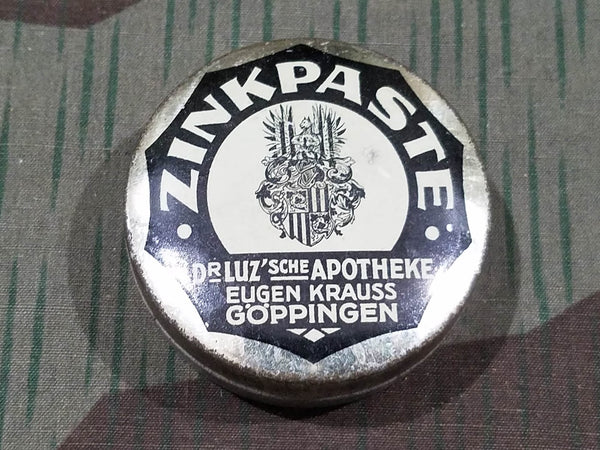 ZINKPASTE
DR LUZ'SCHE APOTHEKE
EUGEN KRAUSS
GÖPPINGEN